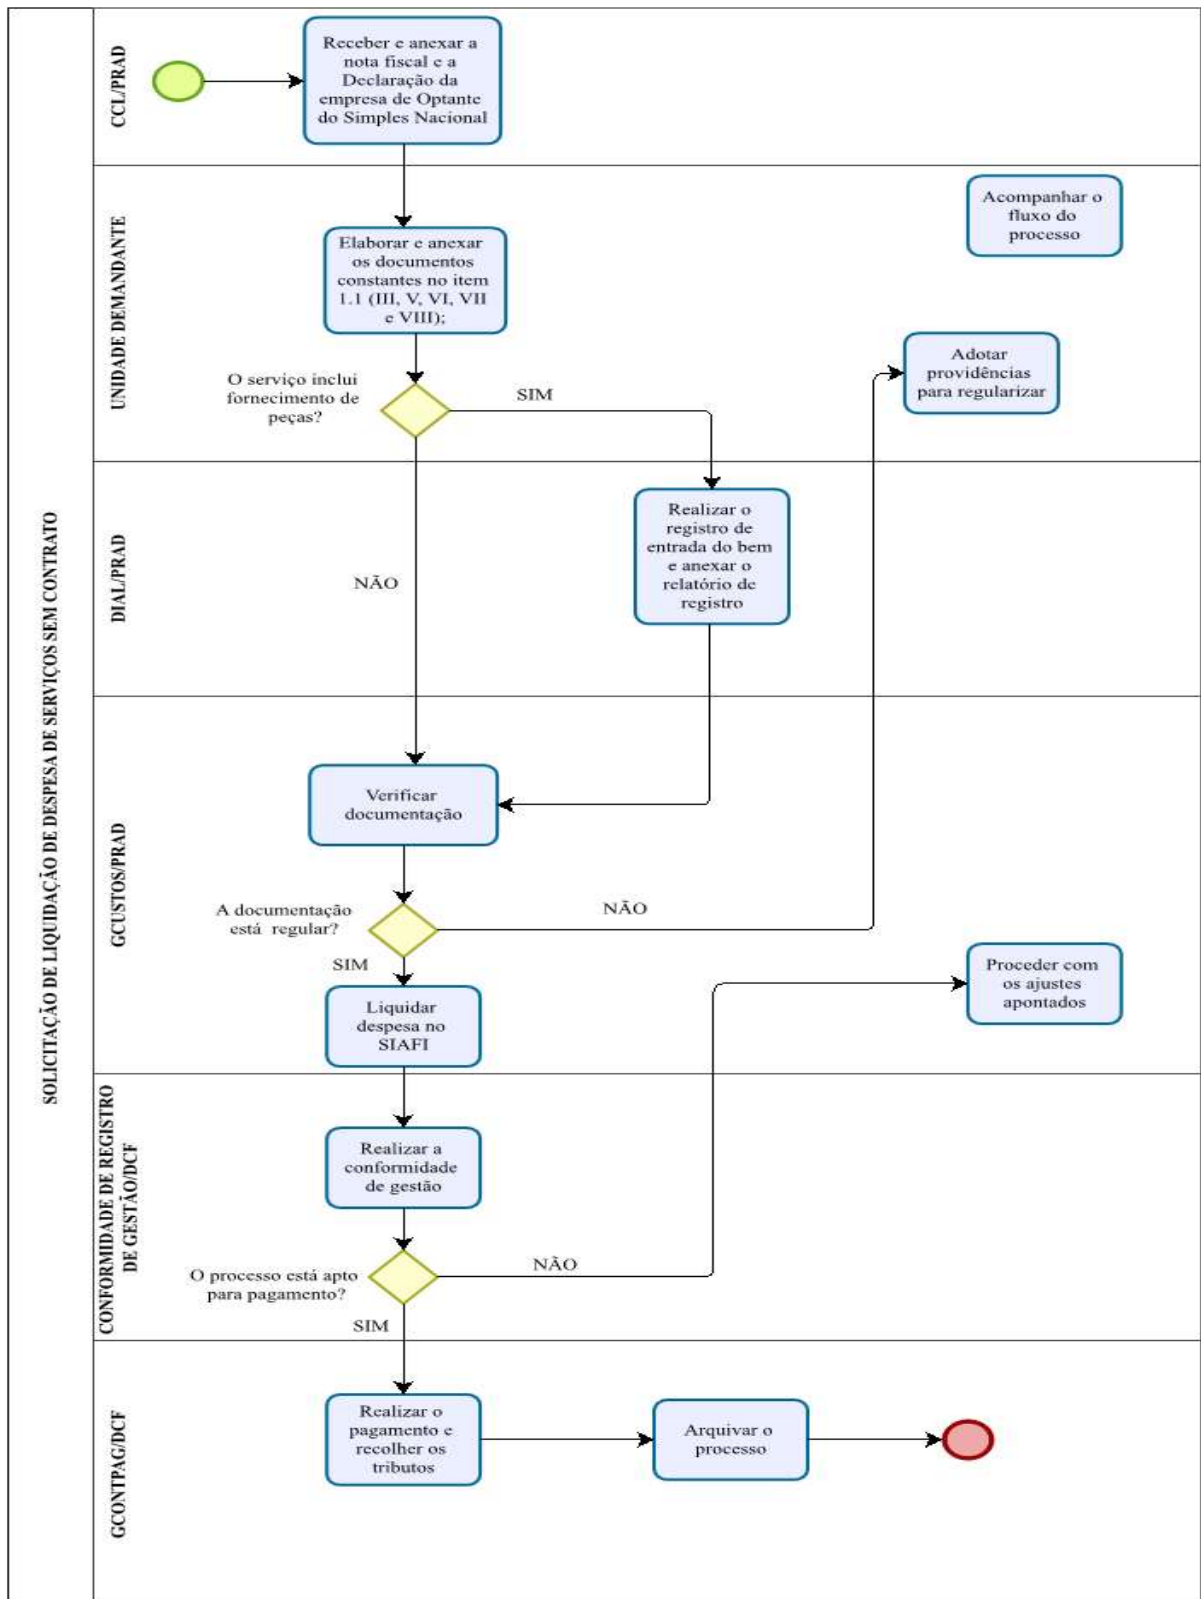 SOLICITAÇÃO DE LIQUIDAÇÃO DE DESPESA DE SERVIÇOS SEM CONTRATO
CCL/PRAD
Receber e anexar a
nota fiscal e a
Declaração da
empresa de Optante
do Simples Nacional
UNIDADE DEMANDANTE
Acompanhar o
fluxo do
processo
Elaborar e anexar
os documentos
constantes no item
1.1 (III, V, VI, VII
e VIII);
O serviço inclui
fornecimento de
peças?
SIM
Adotar
providências
para regularizar
DIAL/PRAD
NÃO
Realizar o
registro de
entrada do bem
e anexar o
relatório de
registro
GCUSTOS/PRAD
Verificar
documentação
A documentação
está regular?
NÃO
SIM
Liquidar
despesa no
SIAFI
Proceder com
os ajustes
apontados
CONFORMIDADE DE REGISTRO
DE GESTÃO/DCF
Realizar a
conformidade
de gestão
O processo está apto
para pagamento?
NÃO
SIM
GCONTPAG/DCF
Realizar o
pagamento e
recolher os
tributos
Arquivar o
processo